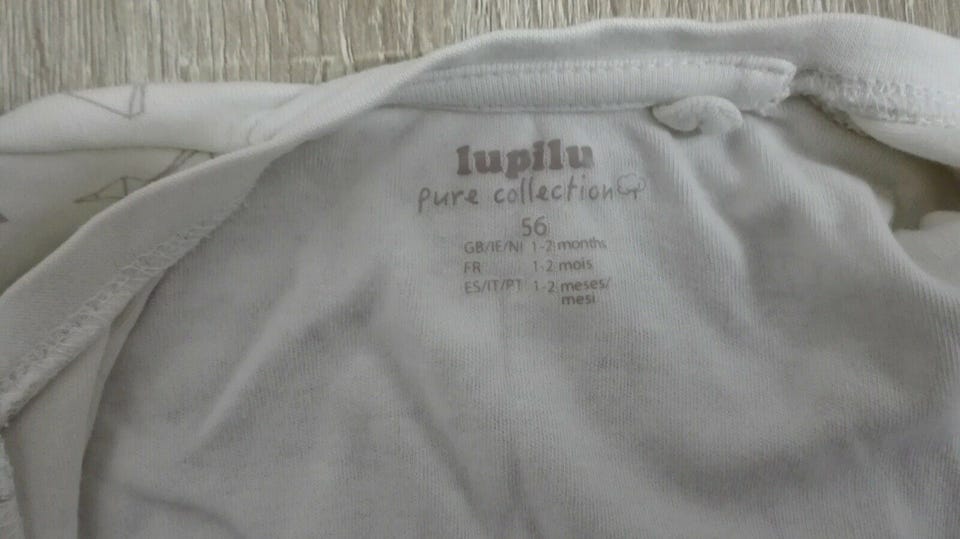 lupilu
pure collection
56
GB/IE/NI 1-2 months
FR 1-2 mois
ES/IT/PT 1-2 meses/
mesi